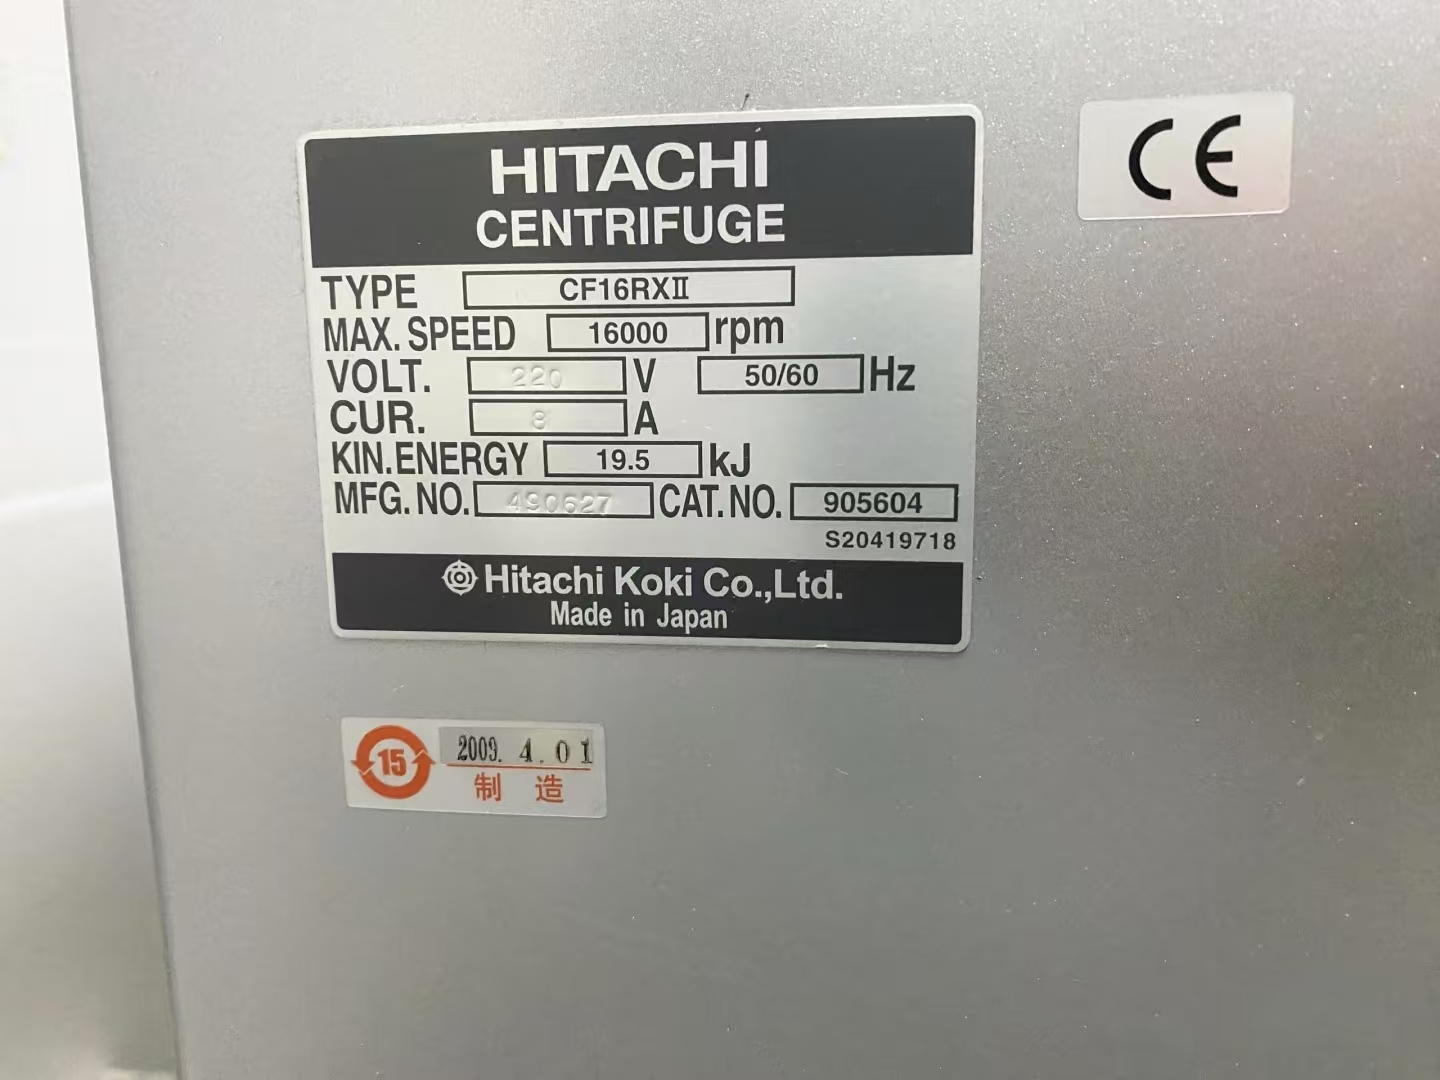 HITACHI
CENTRIFUGE
TYPE CF16RXⅡ
MAX. SPEED 16000 rpm
VOLT. 220 V 50/60 Hz
CUR. 8 A
KIN.ENERGY 19.5 kJ
MFG. NO. 490627 CAT. NO. 905604
S20419718
Hitachi Koki Co.,Ltd.
Made in Japan
CE
15 2009. 4.01
制造